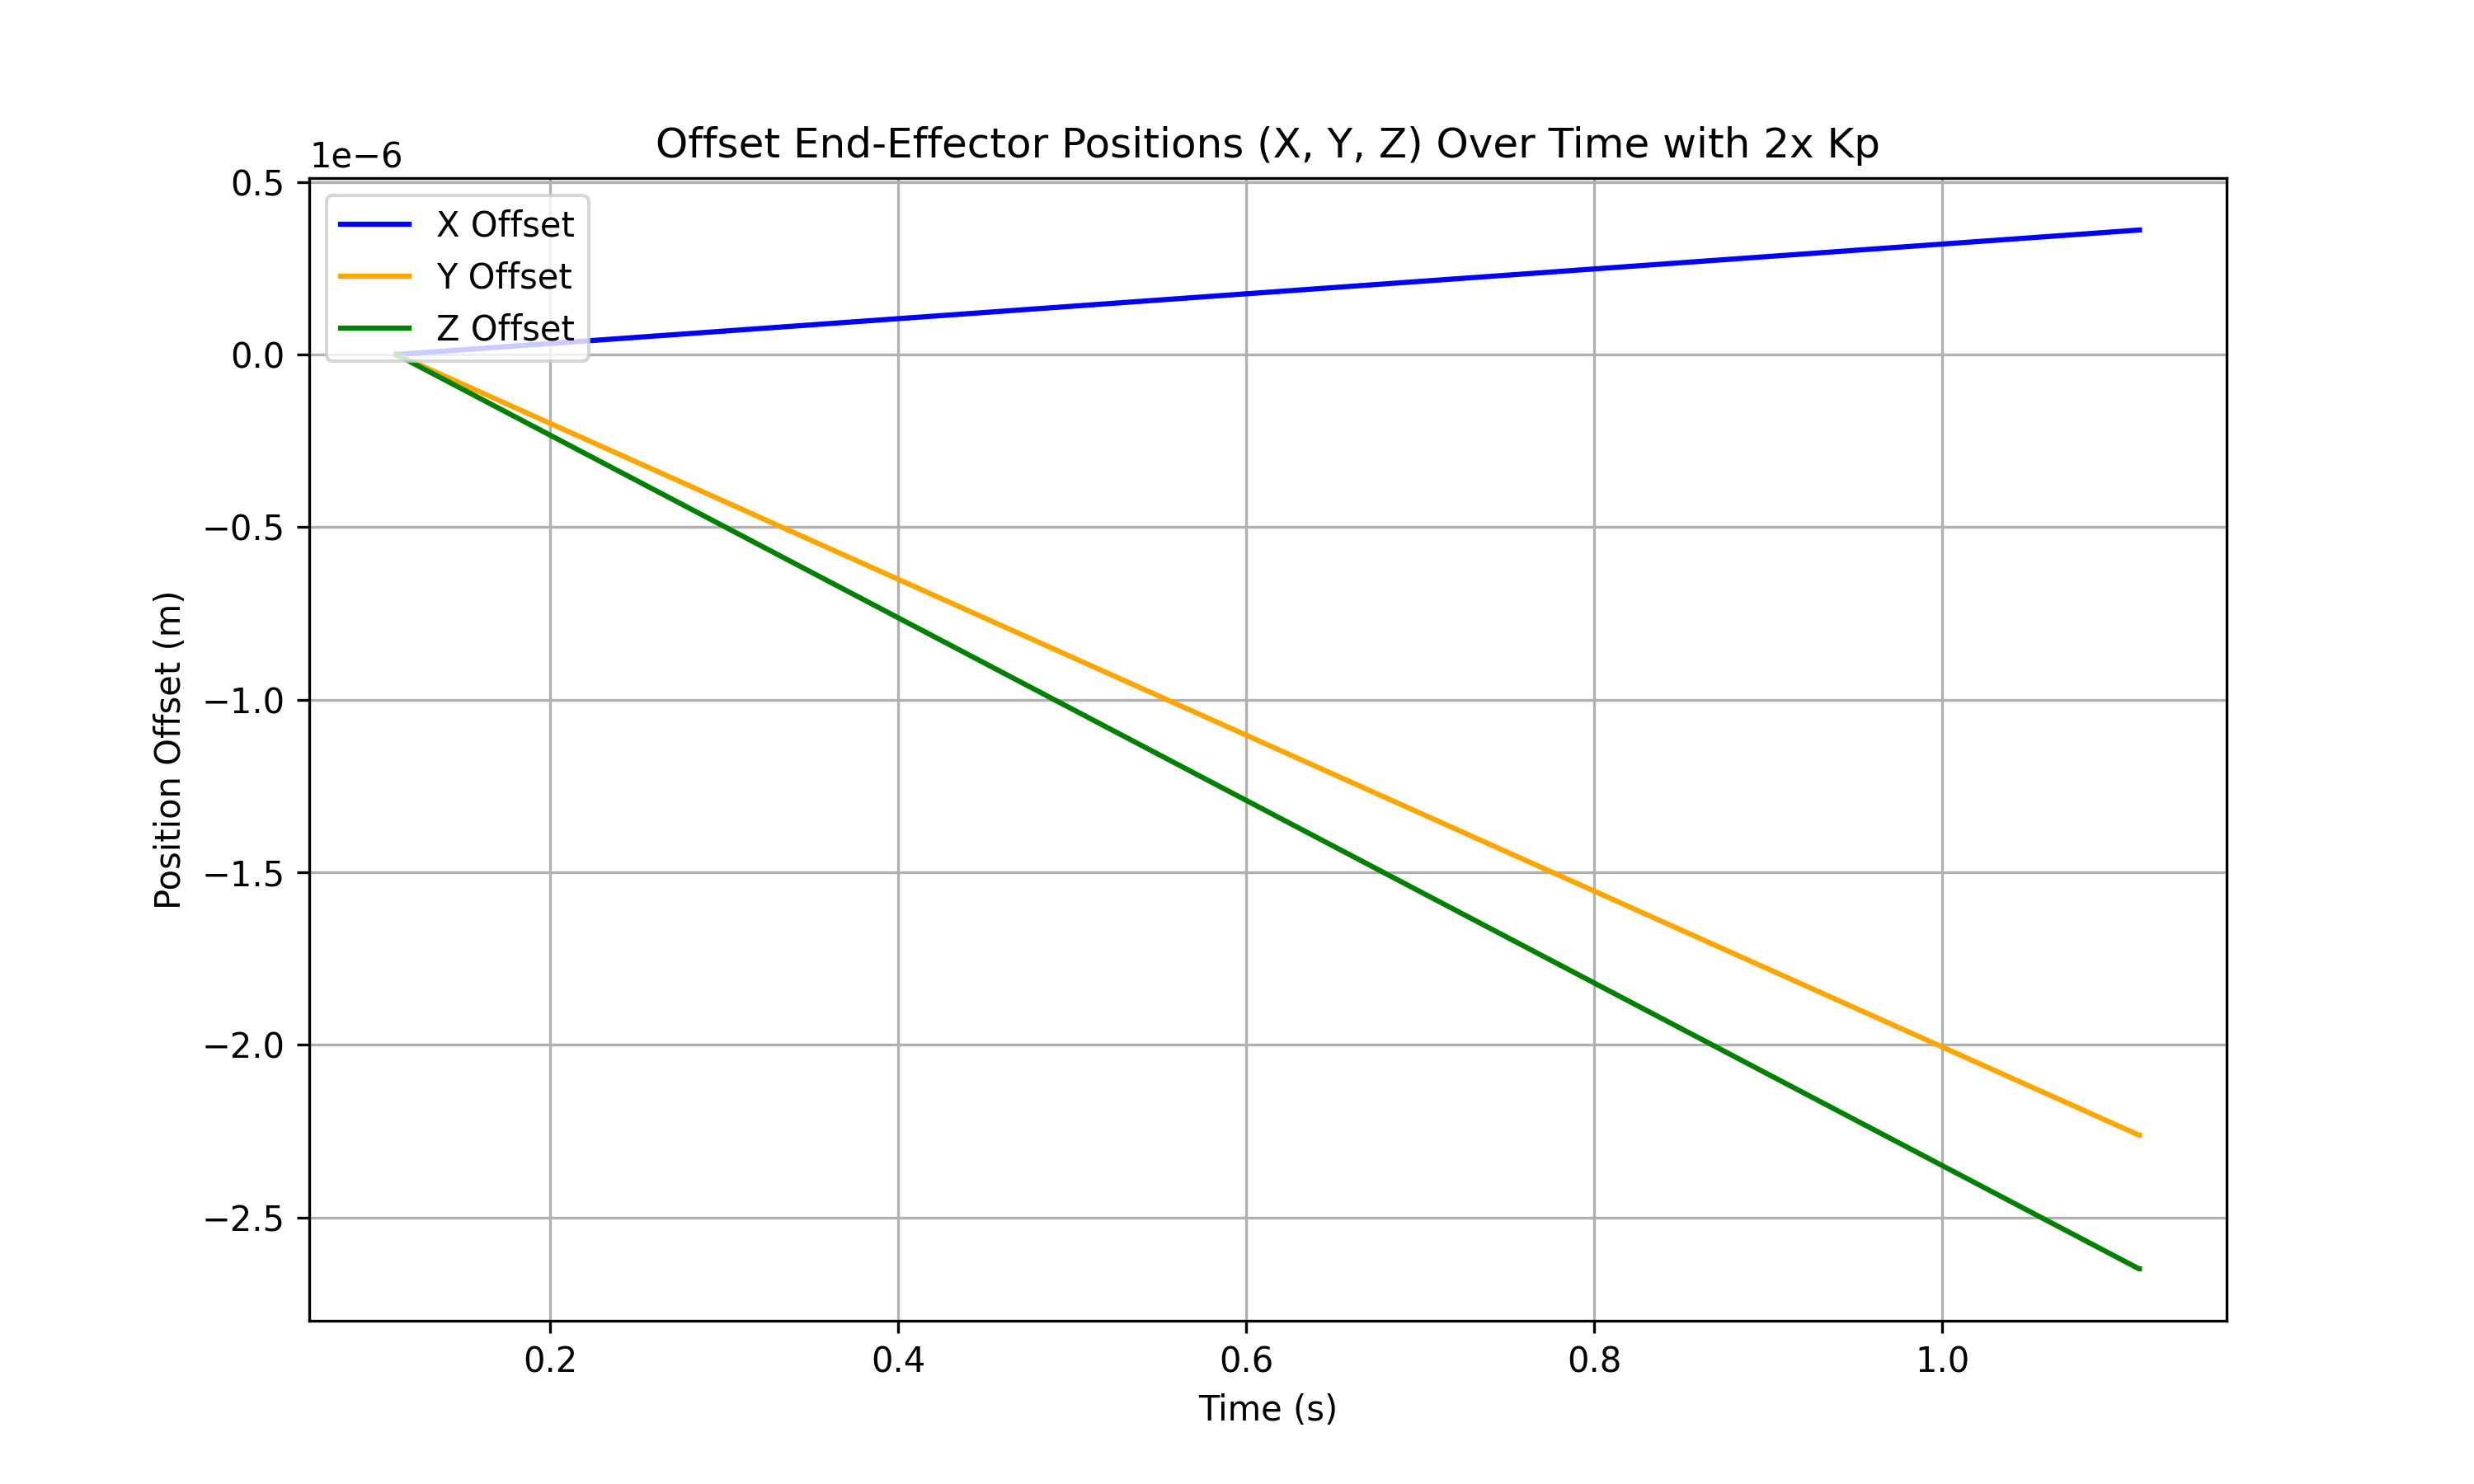 Offset End-Effector Positions (X, Y, Z) Over Time with 2x Kp
1e−6
X Offset
Y Offset
Z Offset
0.5
0.0
−0.5
−1.0
−1.5
−2.0
−2.5
Position Offset (m)
0.2 0.4 0.6 0.8 1.0
Time (s)